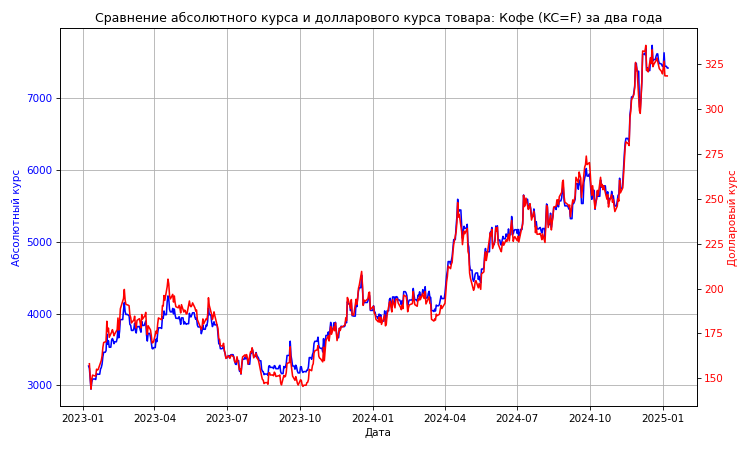 Сравнение абсолютного курса и долларового курса товара: Кофе (KC=F) за два года
Абсолютный курс
7000
6000
5000
4000
3000
325
300
275
250
225
200
175
150
Долларовый курс
2023-01 2023-04 2023-07 2023-10 2024-01 2024-04 2024-07 2024-10 2025-01
Дата